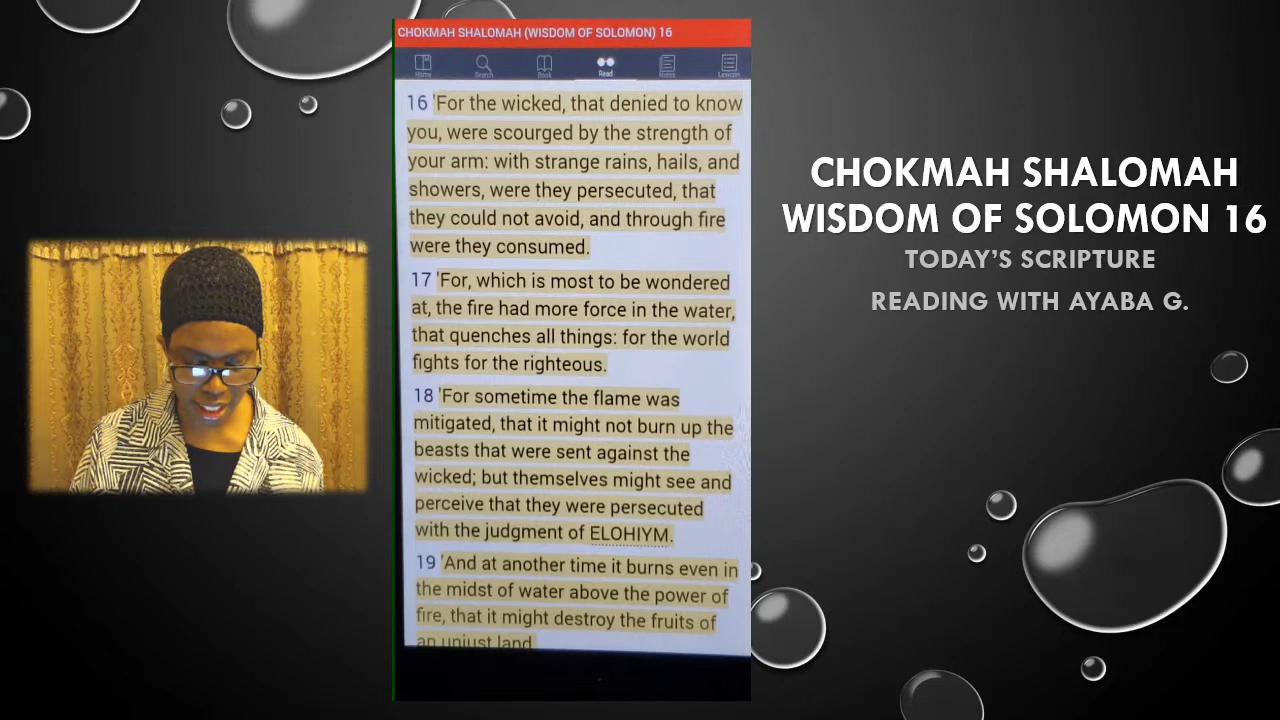 CHOKMAH SHALOMAH (WISDOM OF SOLOMON) 16
Home Search Book Read Notes Lexicon
16 'For the wicked, that denied to know
you, were scourged by the strength of
your arm: with strange rains, hails, and
showers, were they persecuted, that
they could not avoid, and through fire
were they consumed.
17 'For, which is most to be wondered
at, the fire had more force in the water,
that quenches all things: for the world
fights for the righteous.
18 'For sometime the flame was
mitigated, that it might not burn up the
beasts that were sent against the
wicked; but themselves might see and
perceive that they were persecuted
with the judgment of ELOHIYM.
19 'And at another time it burns even in
the midst of water above the power of
fire, that it might destroy the fruits of
an unjust land.
CHOKMAH SHALOMAH
WISDOM OF SOLOMON 16
TODAY'S SCRIPTURE
READING WITH AYABA G.